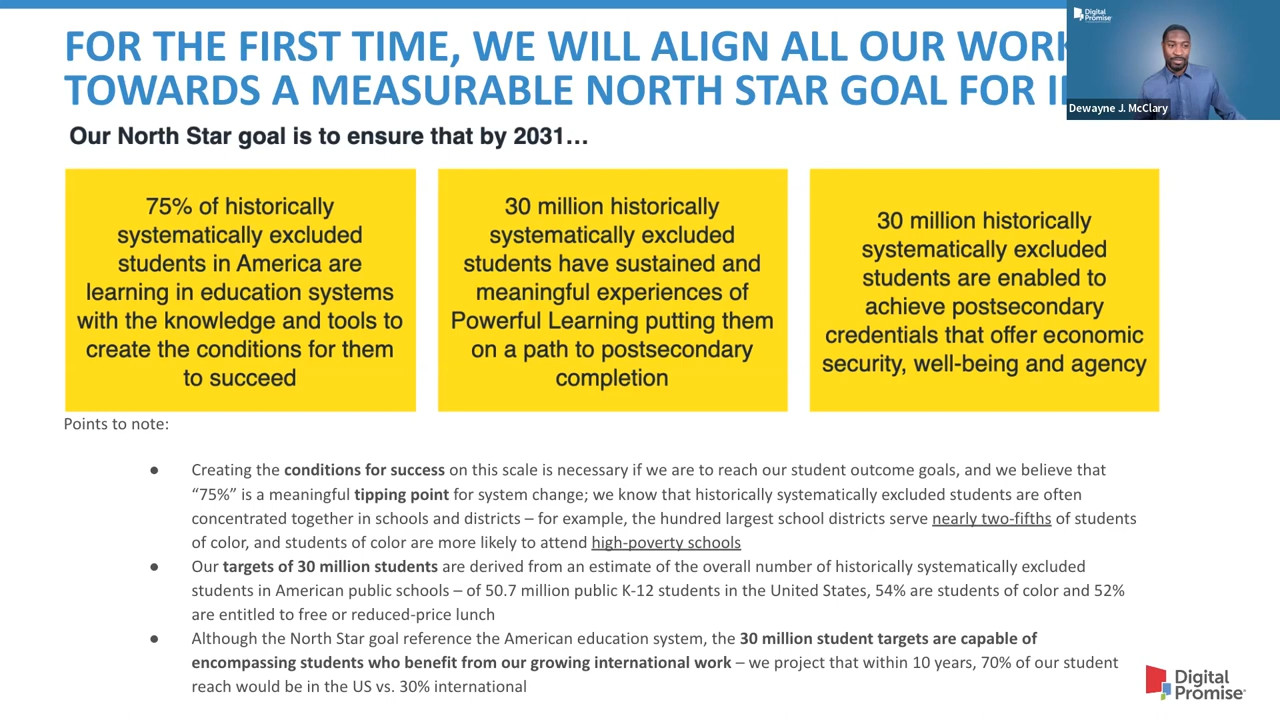 FOR THE FIRST TIME, WE WILL ALIGN ALL OUR WORK
TOWARDS A MEASURABLE NORTH STAR GOAL FOR
Digital
Promise
Dewayne J. McClary
Our North Star goal is to ensure that by 2031…
75% of historically
systematically excluded
students in America are
learning in education systems
with the knowledge and tools to
create the conditions for them
to succeed
30 million historically
systematically excluded
students have sustained and
meaningful experiences of
Powerful Learning putting them
on a path to postsecondary
completion
30 million historically
systematically excluded
students are enabled to
achieve postsecondary
credentials that offer economic
security, well-being and agency
Points to note:
● Creating the conditions for success on this scale is necessary if we are to reach our student outcome goals, and we believe that
“75%” is a meaningful tipping point for system change; we know that historically systematically excluded students are often
concentrated together in schools and districts – for example, the hundred largest school districts serve nearly two-fifths of students
of color, and students of color are more likely to attend high-poverty schools
● Our targets of 30 million students are derived from an estimate of the overall number of historically systematically excluded
students in American public schools – of 50.7 million public K-12 students in the United States, 54% are students of color and 52%
are entitled to free or reduced-price lunch
● Although the North Star goal reference the American education system, the 30 million student targets are capable of
encompassing students who benefit from our growing international work – we project that within 10 years, 70% of our student
reach would be in the US vs. 30% international
Digital
Promise